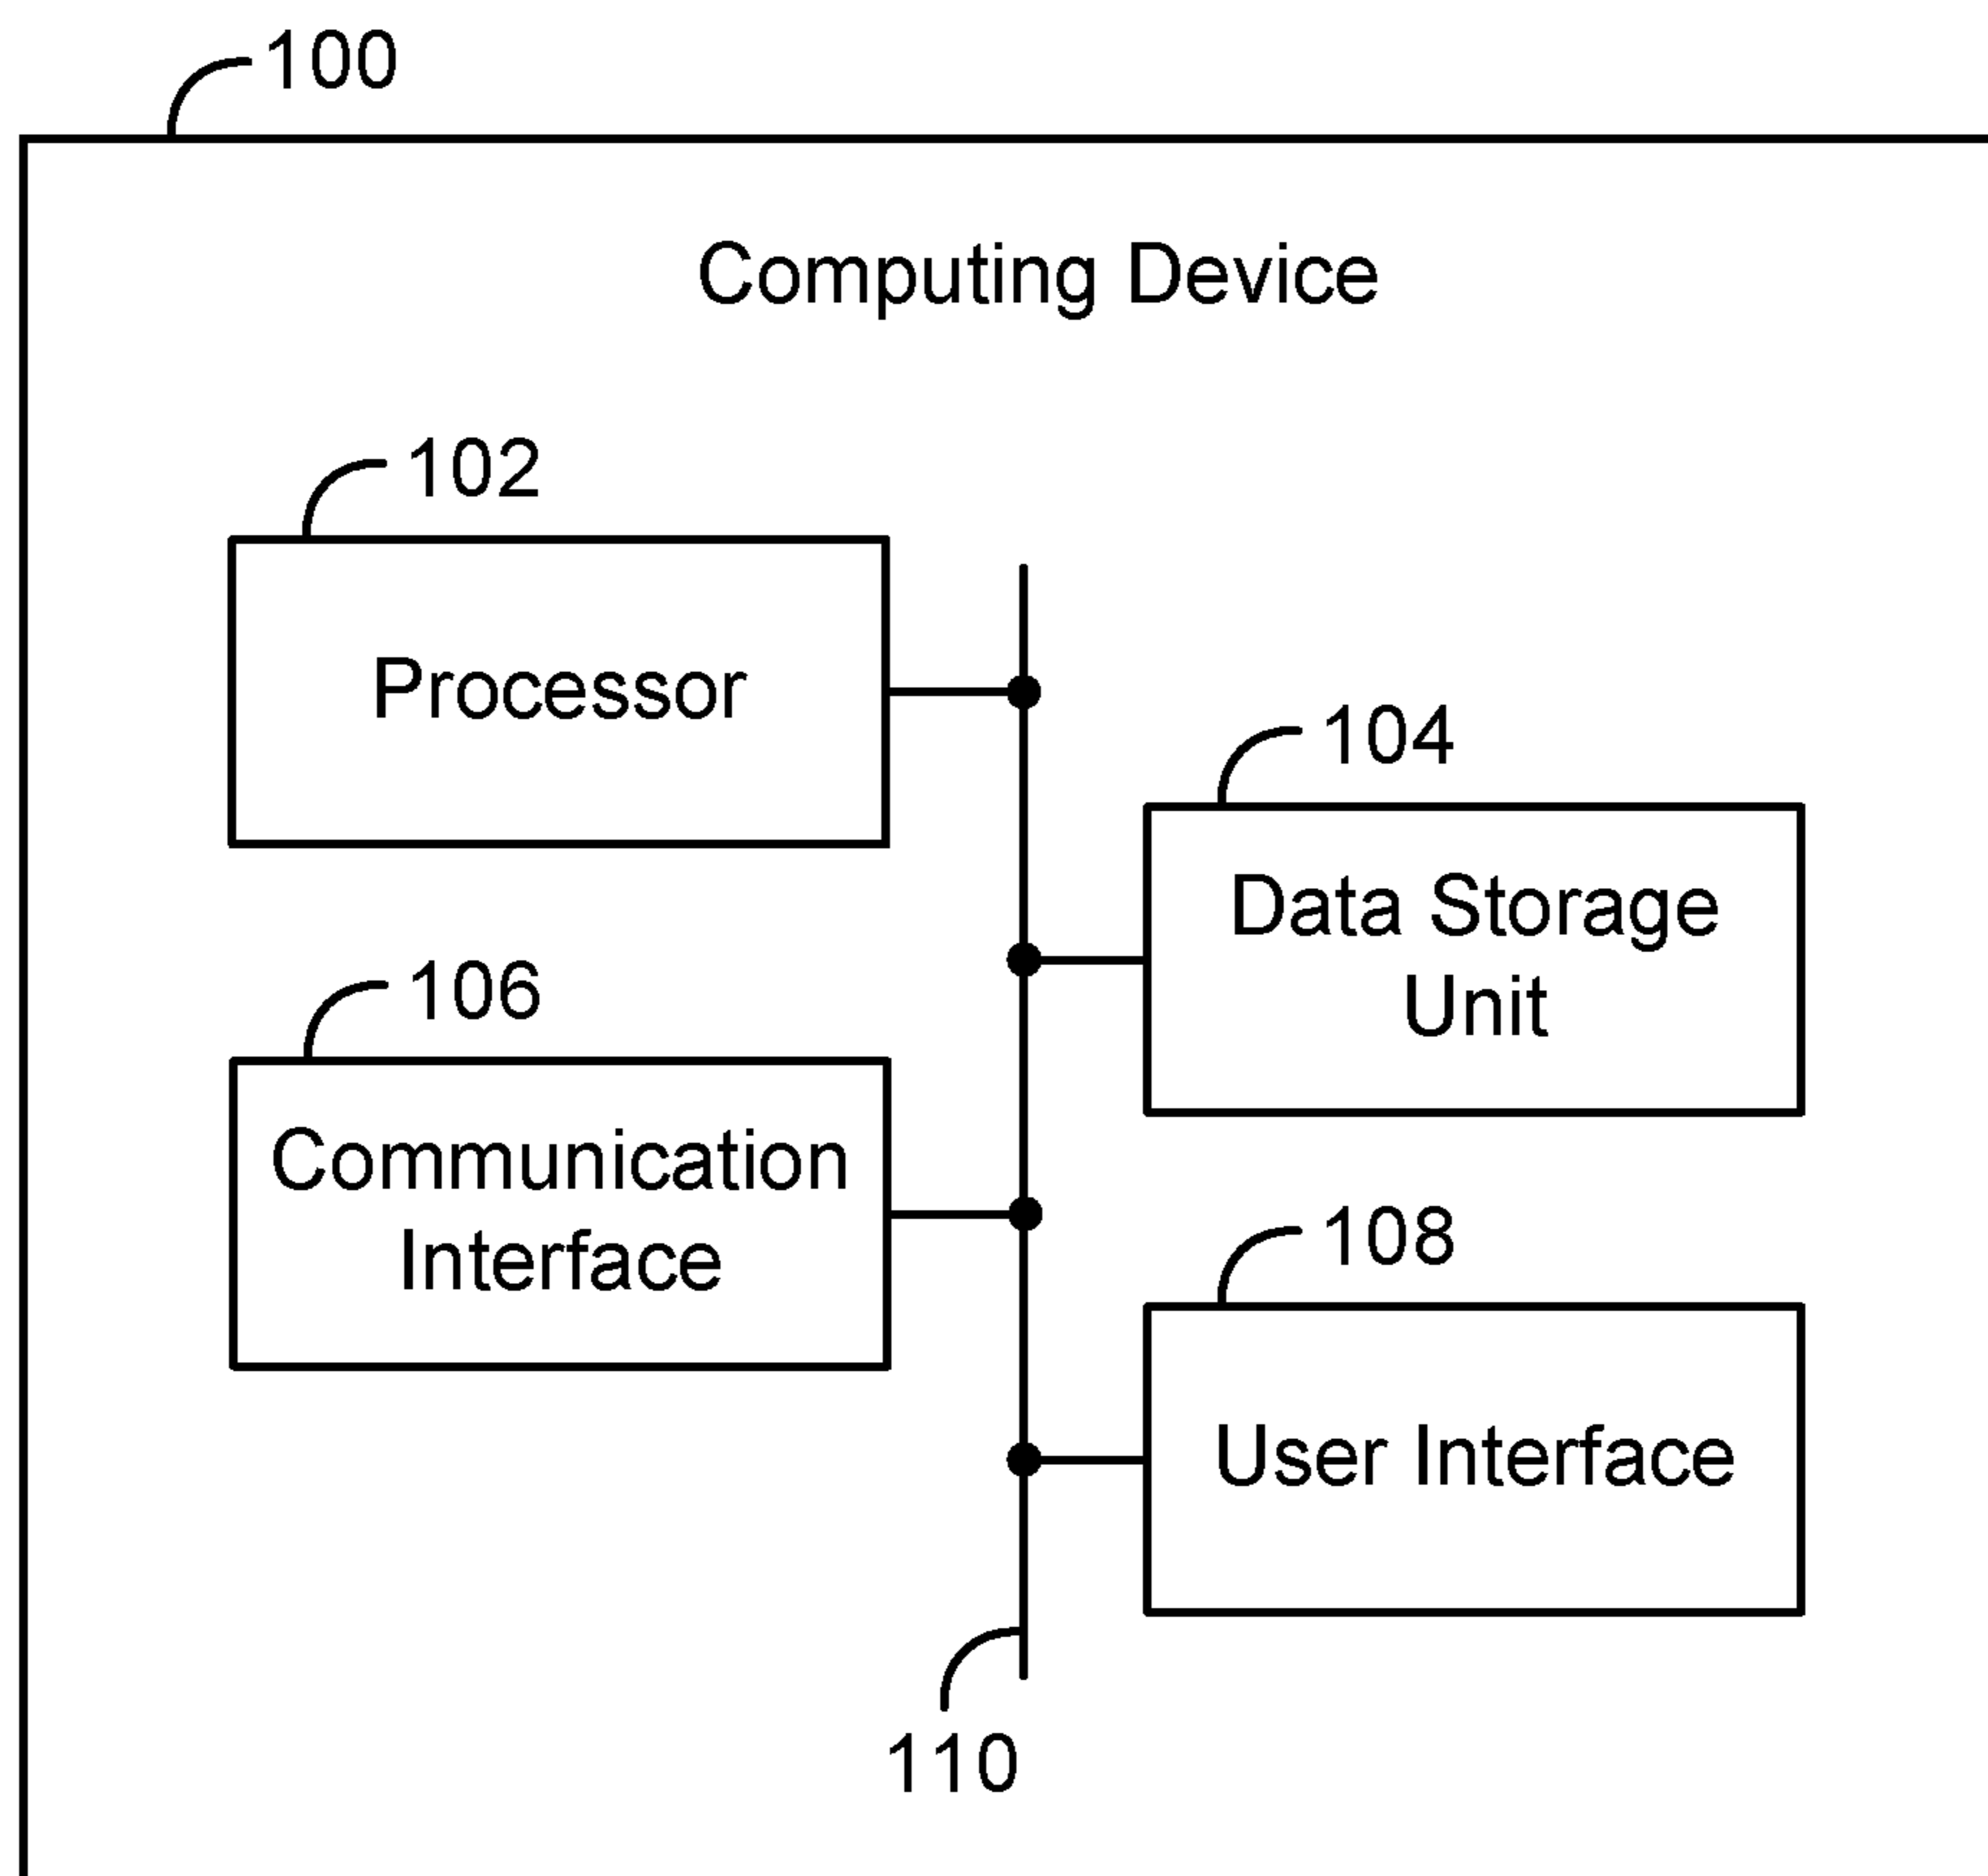 100
Computing Device
102
Processor
104
Data Storage
Unit
106
Communication
Interface
108
User Interface
110